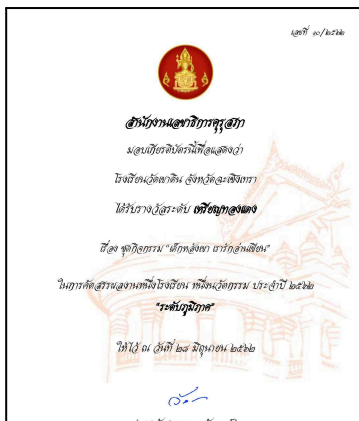 เลขที่ ๑๐/๒๕๖๒
สำนักงานเลขาธิการคุรุสภา
มอบเกียรติบัตรนี้เพื่อแสดงว่า
โรงเรียนวัดเขาดิน จังหวัดฉะเชิงเทรา
ได้รับรางวัลระดับ เหรียญทองแดง
เรื่อง ชุดกิจกรรม "เด็กหลังเขา เรารักอ่านเขียน"
ในการคัดสรรผลงานหนึ่งโรงเรียน หนึ่งนวัตกรรม ประจำปี ๒๕๖๒
"ระดับภูมิภาค"
ให้ไว้ ณ วันที่ ๒๘ มิถุนายน ๒๕๖๒